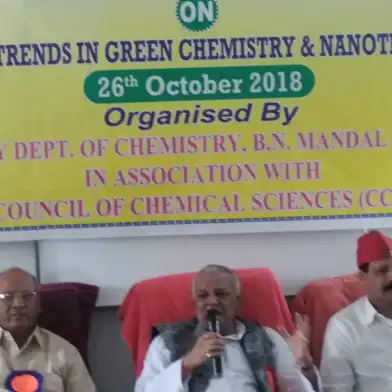 ON
TRENDS IN GREEN CHEMISTRY & NANOTE
26th October 2018
Organised By
Y DEPT. OF CHEMISTRY, B.N. MANDAL
IN ASSOCIATION WITH
COUNCIL OF CHEMICAL SCIENCES (CC